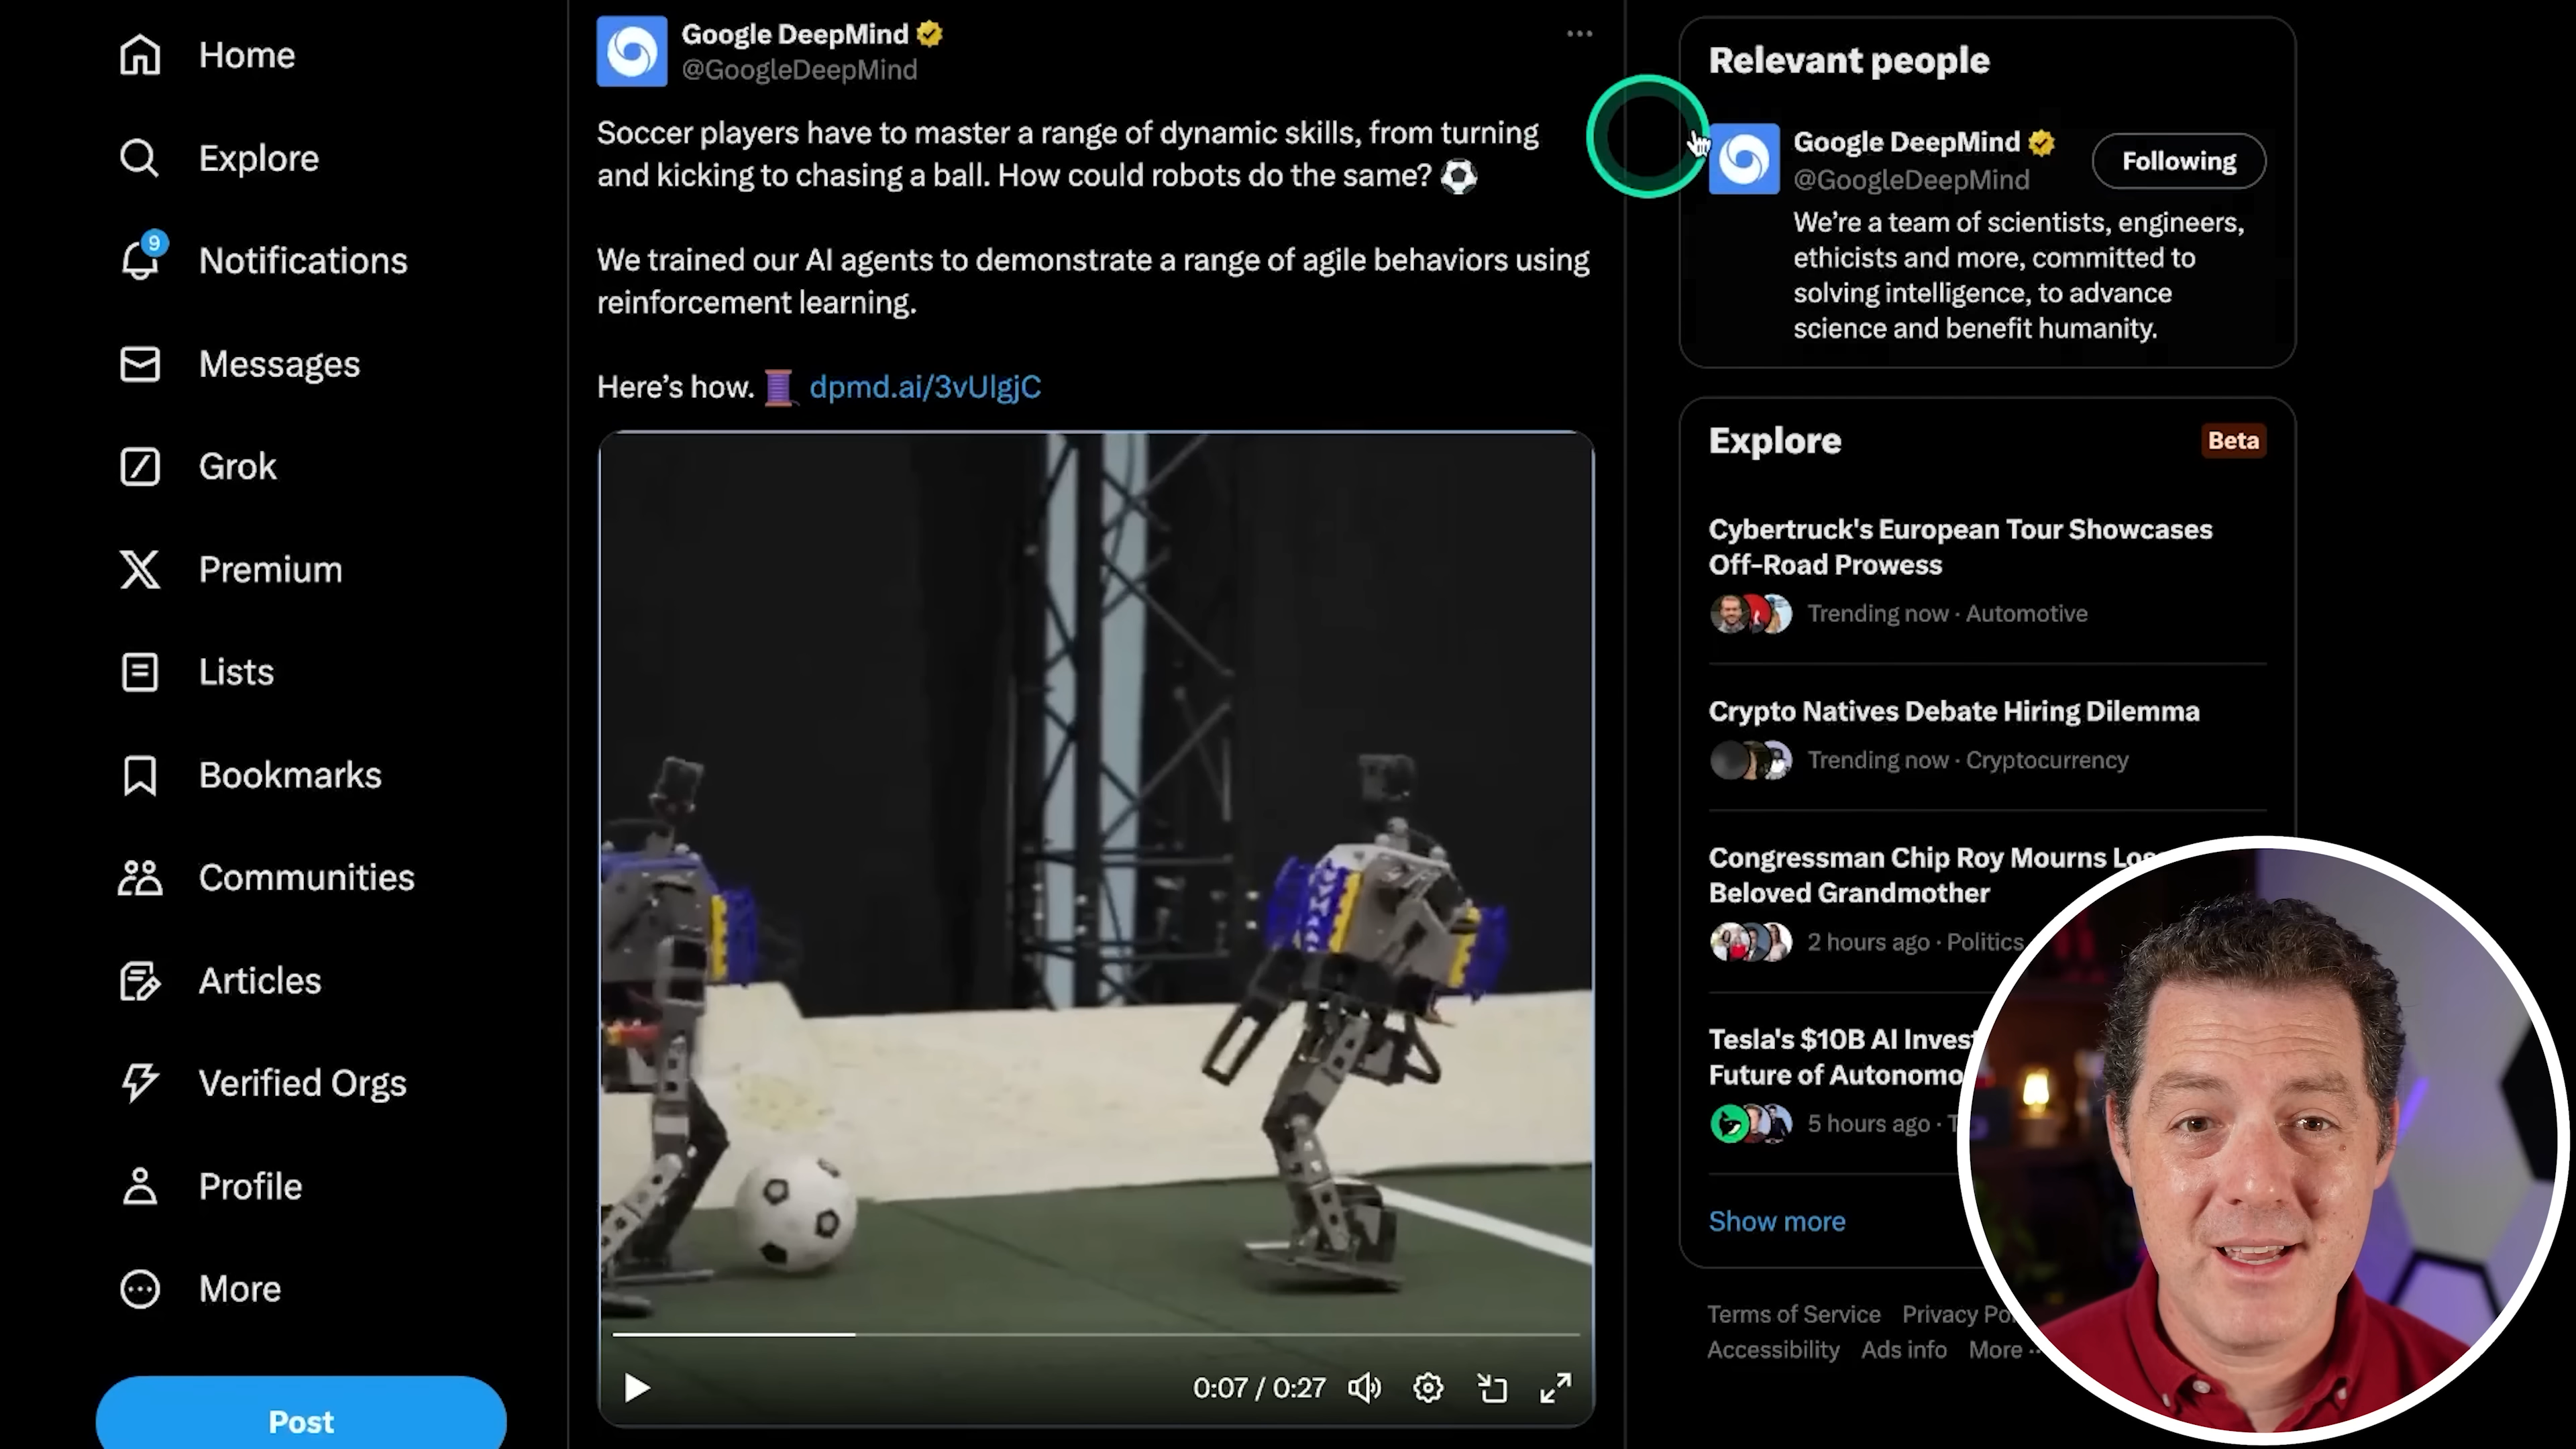 Home
Explore
9
Notifications
Messages
Grok
Premium
Lists
Bookmarks
Communities
Articles
Verified Orgs
Profile
More
Post
Google DeepMind
@GoogleDeepMind
Soccer players have to master a range of dynamic skills, from turning
and kicking to chasing a ball. How could robots do the same? ⚽
We trained our AI agents to demonstrate a range of agile behaviors using
reinforcement learning.
Here’s how. 🧵 dpmd.ai/3vUlgjC
0:07 / 0:27
Relevant people
Google DeepMind
@GoogleDeepMind
Following
We’re a team of scientists, engineers,
ethicists and more, committed to
solving intelligence, to advance
science and benefit humanity.
Explore
Beta
Cybertruck's European Tour Showcases
Off-Road Prowess
Trending now · Automotive
Crypto Natives Debate Hiring Dilemma
Trending now · Cryptocurrency
Congressman Chip Roy Mourns
Beloved Grandmother
2 hours ago · Politics
Tesla's $10B AI
Future of
5 hours ago ·
Show more
Terms of Service Privacy
Accessibility Ads info More ··